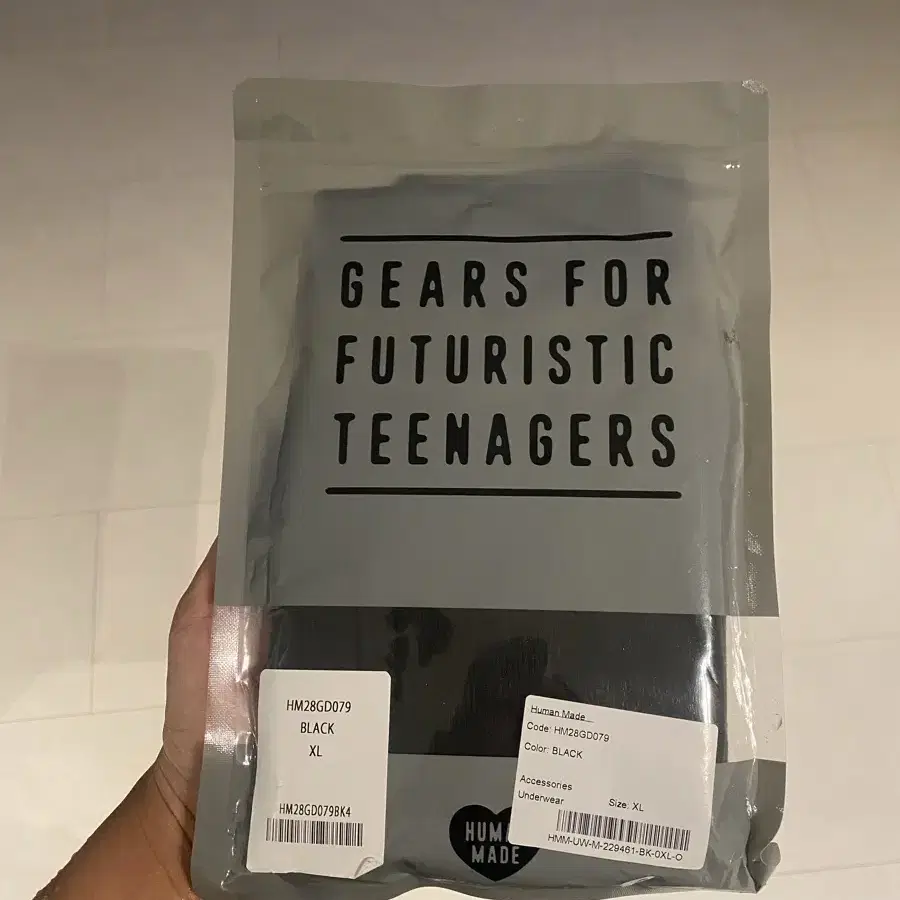 GEARS FOR
FUTURISTIC
TEENAGERS
HM28GD079
BLACK
XL
HM28GD079BK4
Human Made
Code: HM28GD079
Color: BLACK
Accessories
Underwear Size: XL
HMM-UW-M-229461-BK-0XL-O
MADE